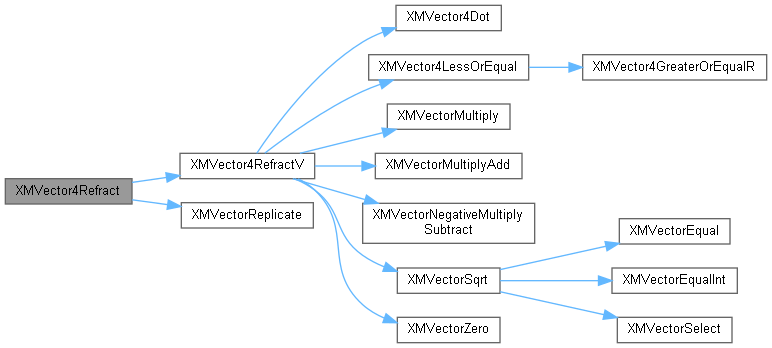 XMVector4Dot
XMVector4LessOrEqual
XMVector4GreaterOrEqualR
XMVectorMultiply
XMVector4RefractV
XMVectorMultiplyAdd
XMVector4Refract
XMVectorReplicate
XMVectorNegativeMultiply
Subtract
XMVectorEqual
XMVectorSqrt
XMVectorEqualInt
XMVectorZero
XMVectorSelect